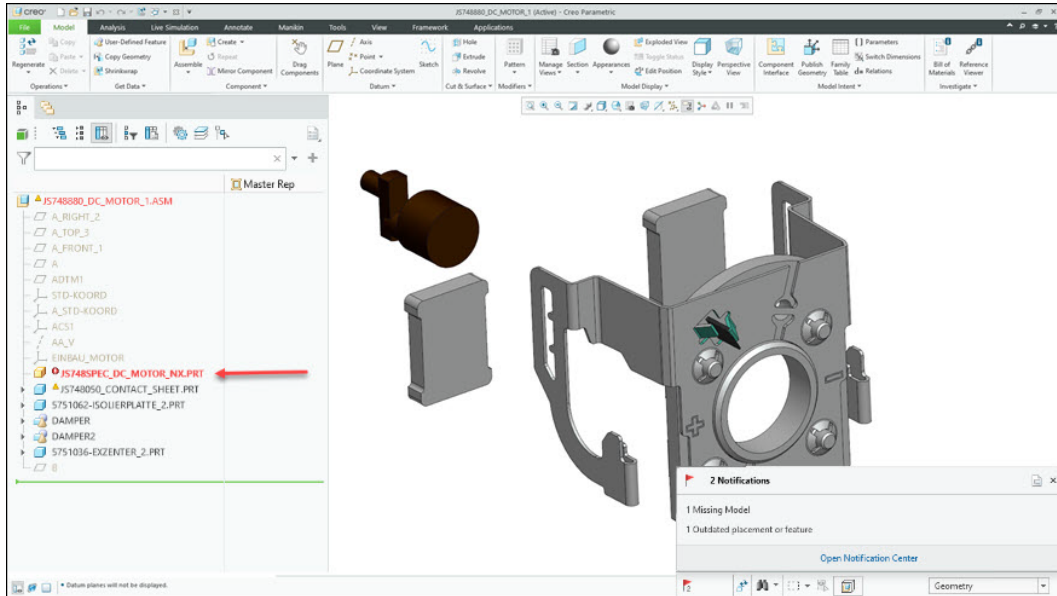 creo
JS748880_DC_MOTOR_1 (Active) - Creo Parametric
File Model Analysis Live Simulation Annotate Manikin Tools View Framework Applications
Regenerate
Copy
Paste
Delete
Operations
User-Defined Feature
Copy Geometry
Shrinkwrap
Get Data
Assemble
Create
Repeat
Mirror Component
Component
Drag Components
Plane
Axis
Point
Coordinate System
Sketch
Datum
Hole
Extrude
Revolve
Cut & Surface
Pattern
Modifiers
Manage Views
Section
Appearances
Exploded View
Toggle Status
Edit Position
Display Style
Perspective View
Model Display
Component Interface
Publish Geometry
Family Table
{} Parameters
Switch Dimensions
d= Relations
Model Intent
Bill of Materials
Reference Viewer
Investigate
Master Rep
JS748880_DC_MOTOR_1.ASM
A_RIGHT_2
A_TOP_3
A_FRONT_1
A
ADTM1
STD-KOORD
A_STD-KOORD
ACS1
AA_V
EINBAU_MOTOR
JS748SPEC_DC_MOTOR_NX.PRT
JS748050_CONTACT_SHEET.PRT
5751062-ISOLIERPLATTE_2.PRT
DAMPER
DAMPER2
5751036-EXZENTER_2.PRT
2 Notifications
1 Missing Model
1 Outdated placement or feature
Open Notification Center
• Datum planes will not be displayed.
2
Geometry